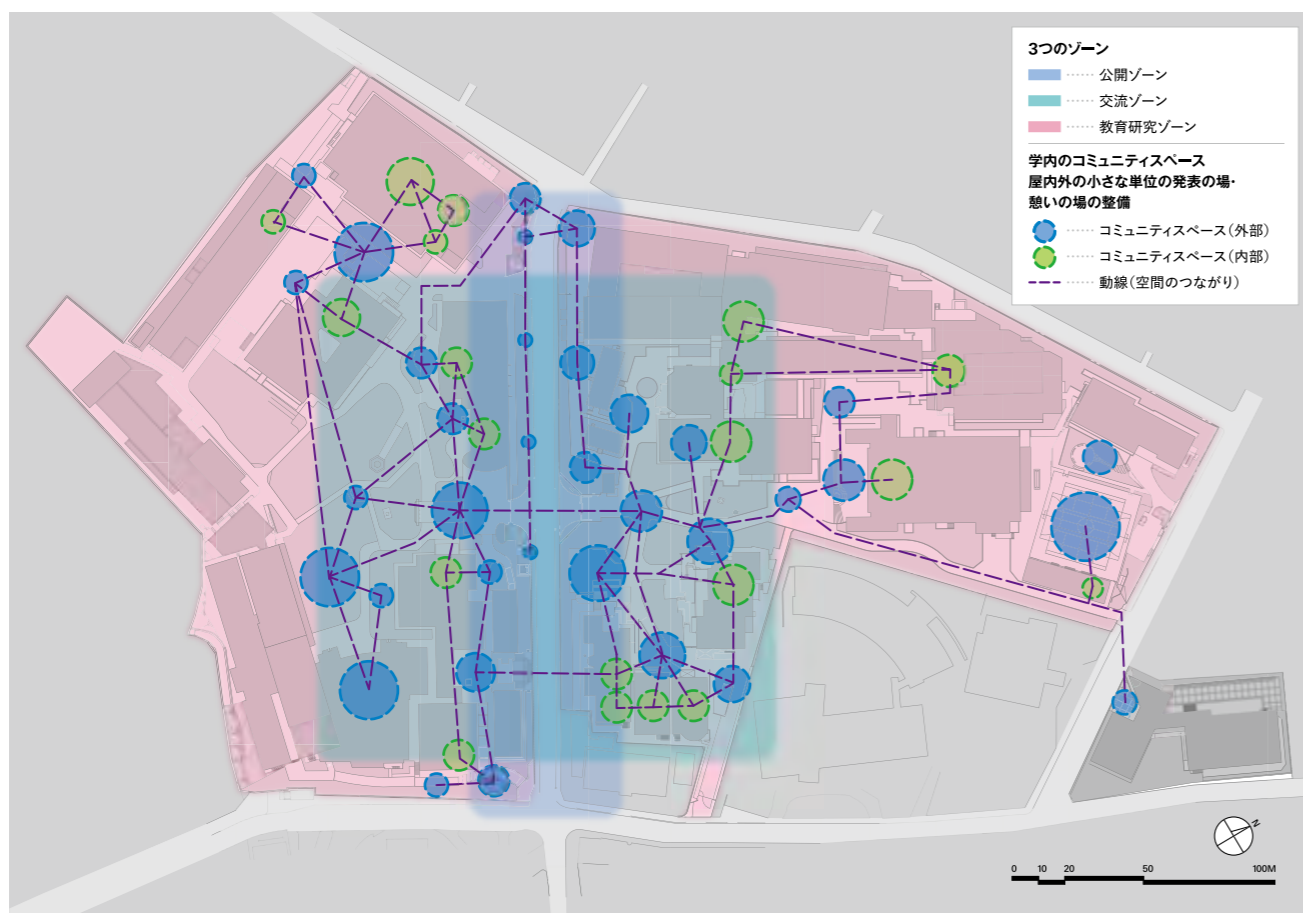 3つのゾーン
公開ゾーン
交流ゾーン
教育研究ゾーン
学内のコミュニティスペース
屋内外の小さな単位の発表の場・
憩いの場の整備
コミュニティスペース(外部)
コミュニティスペース(内部)
動線(空間のつながり)
N
0 10 20 50 100M